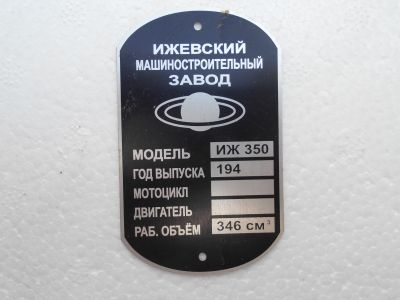 ИЖЕВСКИЙ
МАШИНОСТРОИТЕЛЬНЫЙ
ЗАВОД
МОДЕЛЬ ИЖ 350
ГОД ВЫПУСКА 194
МОТОЦИКЛ
ДВИГАТЕЛЬ
РАБ. ОБЪЁМ 346 см³